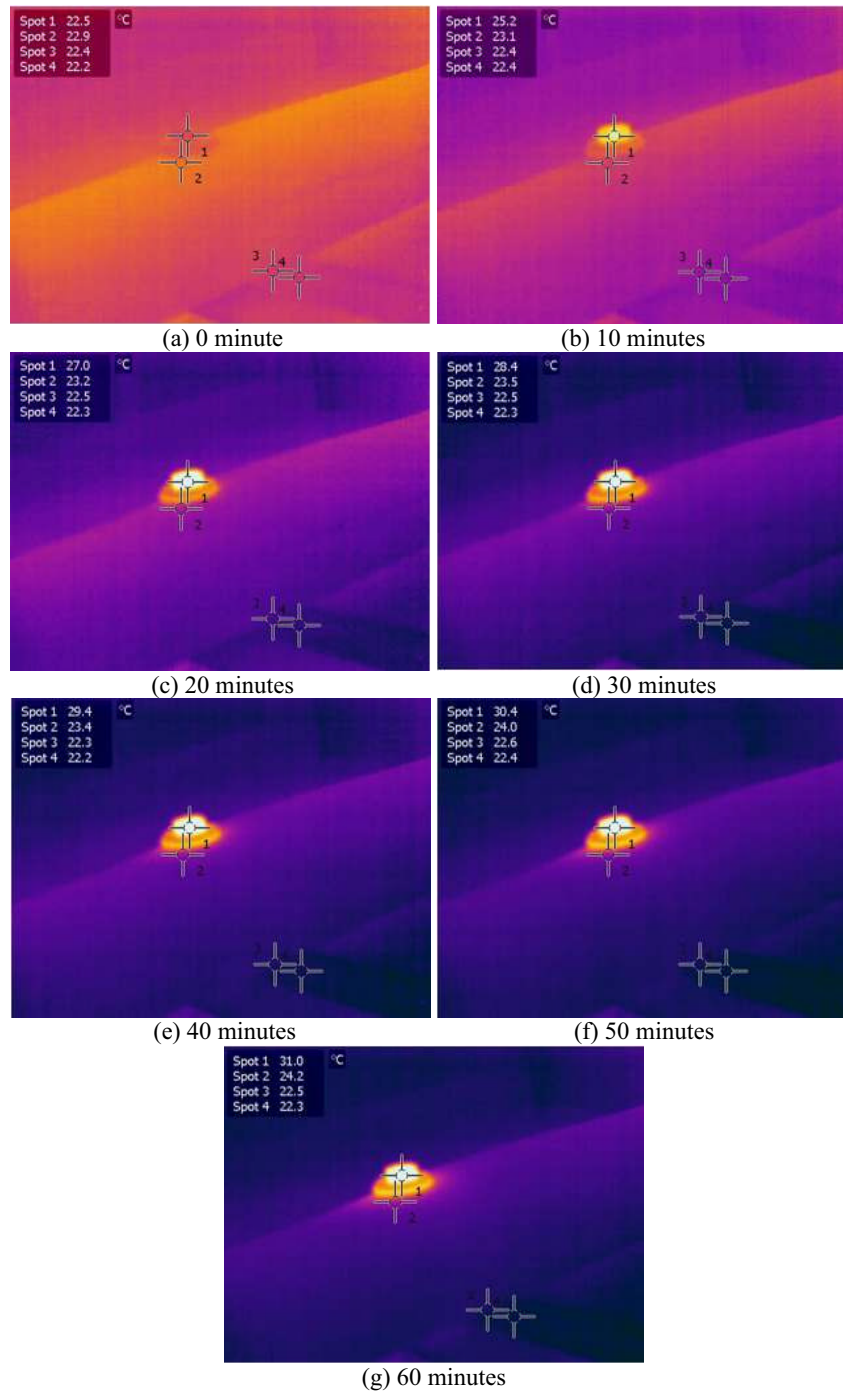 Spot 1 22.5 °C
Spot 2 22.9
Spot 3 22.4
Spot 4 22.2
1
2
3
4
(a) 0 minute
Spot 1 25.2 °C
Spot 2 23.1
Spot 3 22.4
Spot 4 22.4
1
2
3
4
(b) 10 minutes
Spot 1 27.0 °C
Spot 2 23.2
Spot 3 22.5
Spot 4 22.3
1
2
3
4
(c) 20 minutes
Spot 1 28.4 °C
Spot 2 23.5
Spot 3 22.5
Spot 4 22.3
1
2
(d) 30 minutes
Spot 1 29.4 °C
Spot 2 23.4
Spot 3 22.3
Spot 4 22.2
1
2
(e) 40 minutes
Spot 1 30.4 °C
Spot 2 24.0
Spot 3 22.6
Spot 4 22.4
1
2
(f) 50 minutes
Spot 1 31.0 °C
Spot 2 24.2
Spot 3 22.5
Spot 4 22.3
1
2
(g) 60 minutes